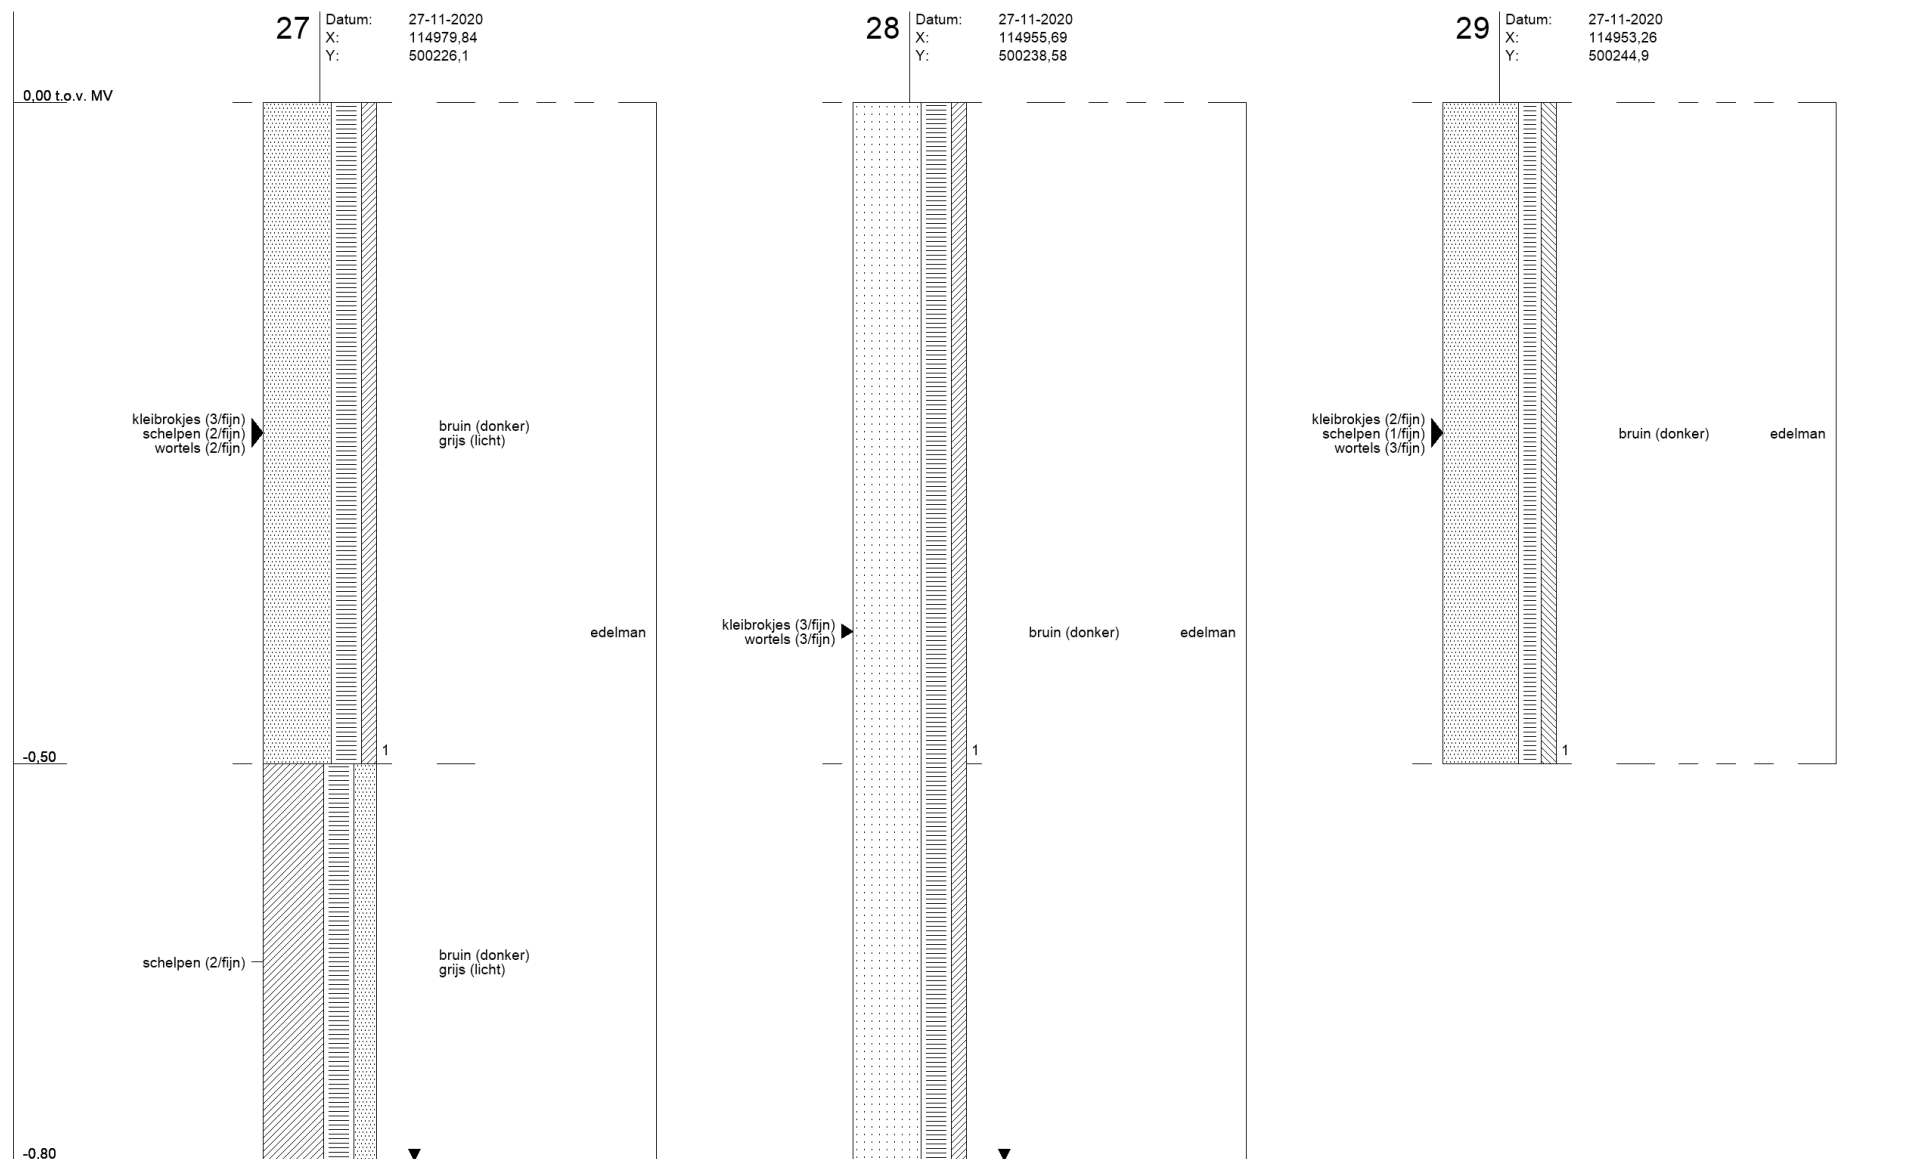 27
Datum: 27-11-2020
X: 114979,84
Y: 500226,1
28
Datum: 27-11-2020
X: 114955,69
Y: 500238,58
29
Datum: 27-11-2020
X: 114953,26
Y: 500244,9
0,00 t.o.v. MV
kleibrokjes (3/fijn)
schelpen (2/fijn)
wortels (2/fijn)
bruin (donker)
grijs (licht)
edelman
1
kleibrokjes (3/fijn)
wortels (3/fijn)
bruin (donker)
edelman
1
kleibrokjes (2/fijn)
schelpen (1/fijn)
wortels (3/fijn)
bruin (donker)
edelman
1
-0,50
schelpen (2/fijn)
bruin (donker)
grijs (licht)
-0,80